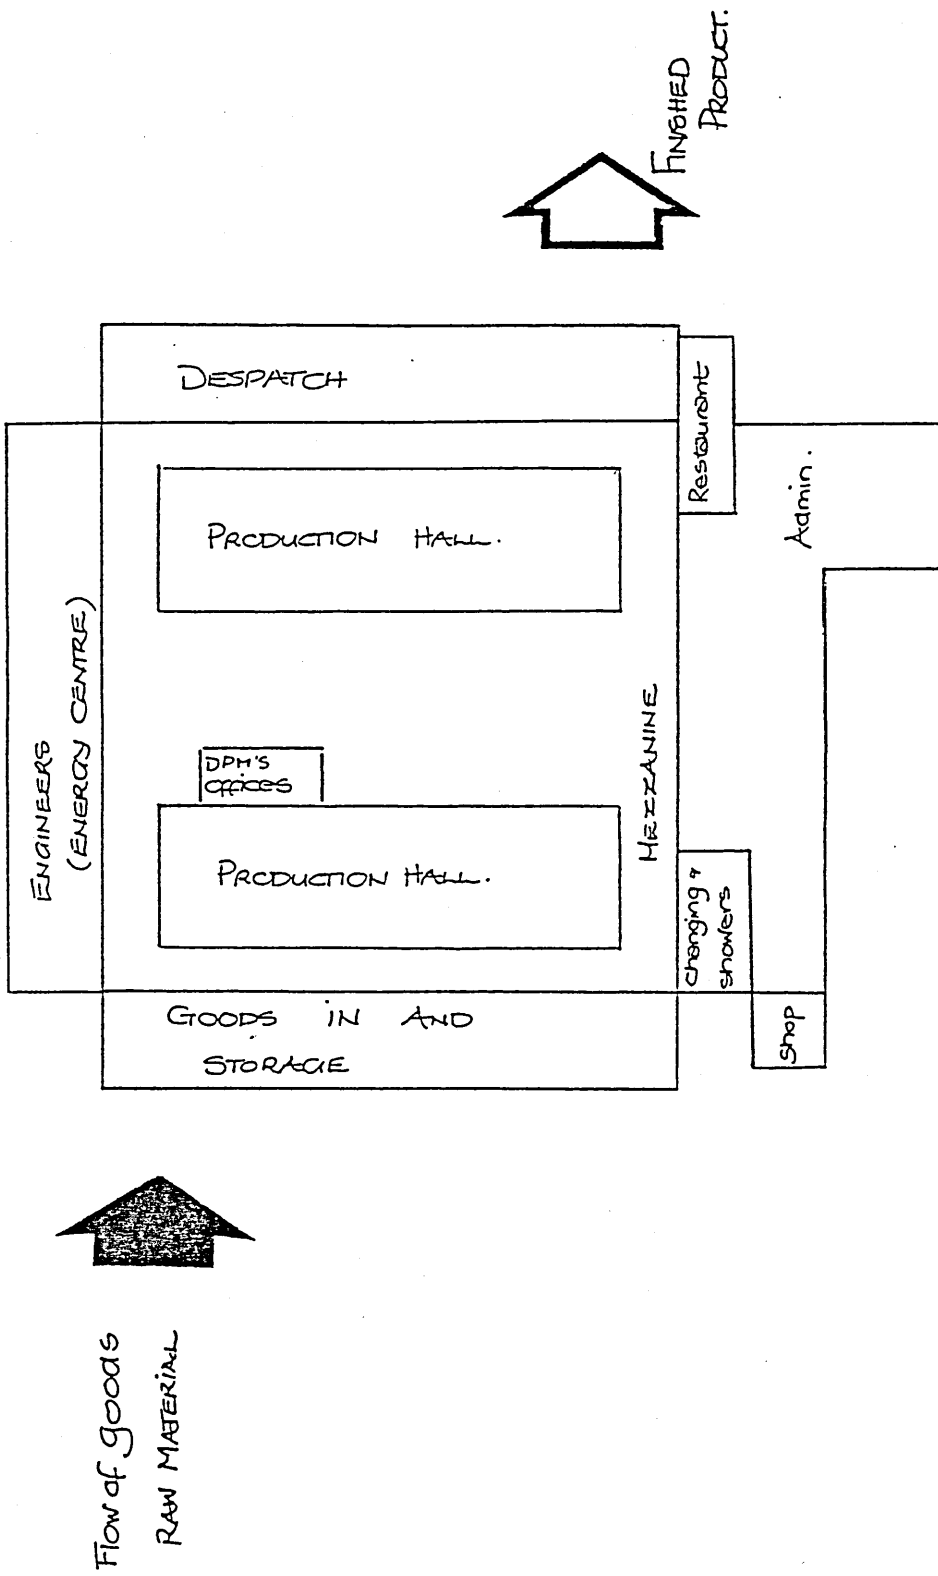 FINISHED
PRODUCT.
DESPATCH
Restaurant
PRODUCTION HALL.
Admin.
ENGINEERS
(ENERGY CENTRE)
DPM'S
offices
MEZZANINE
PRODUCTION HALL.
changing &
showers
GOODS IN AND
STORAGE
shop
Flow of goods
RAW MATERIAL